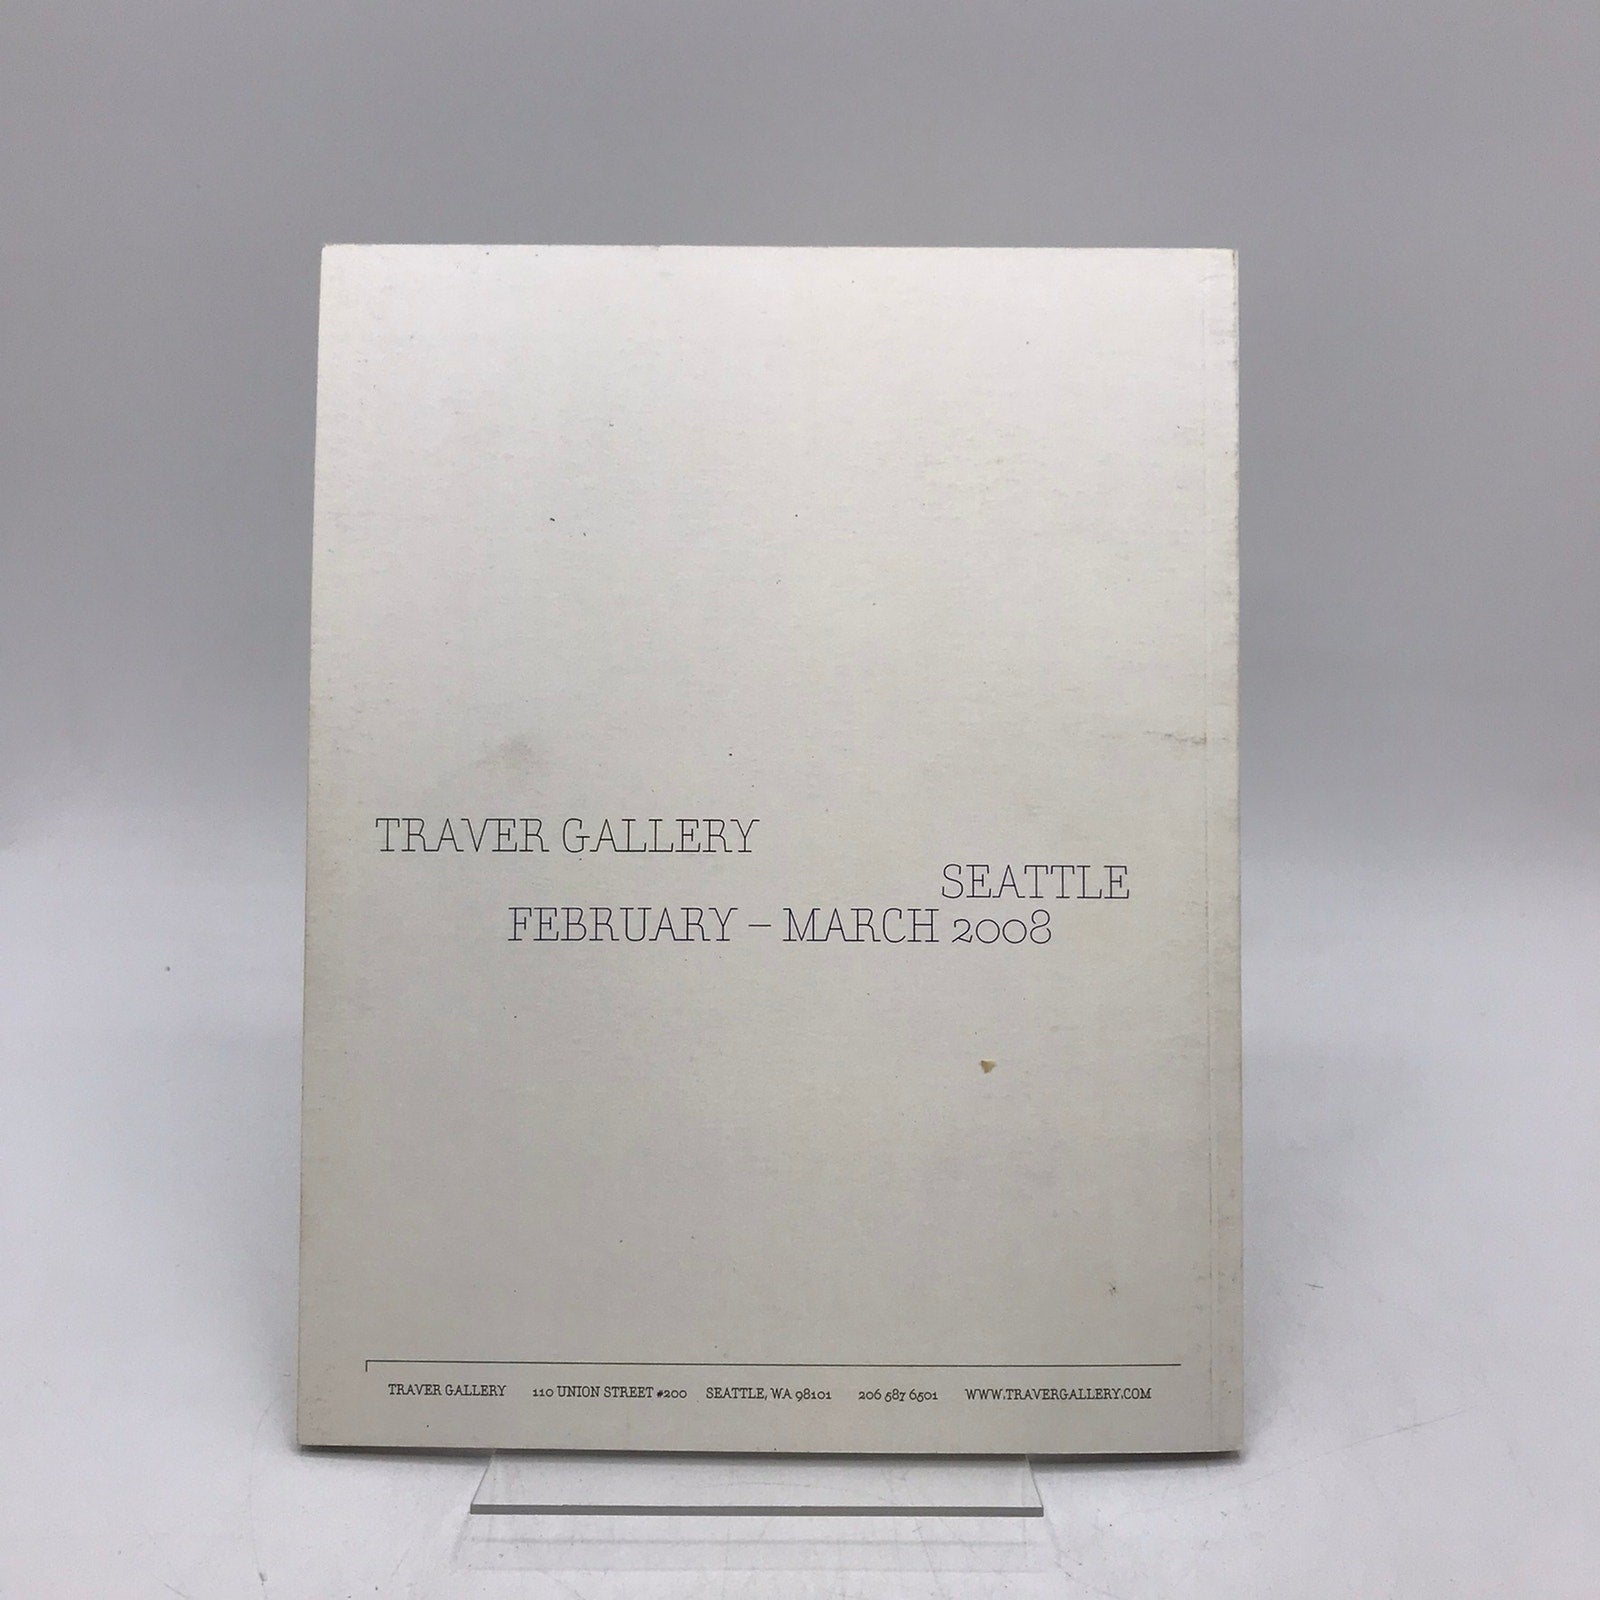 TRAVER GALLERY
SEATTLE
FEBRUARY – MARCH 2008
TRAVER GALLERY 110 UNION STREET #200 SEATTLE, WA 98101 206 587 6501 WWW.TRAVERGALLERY.COM